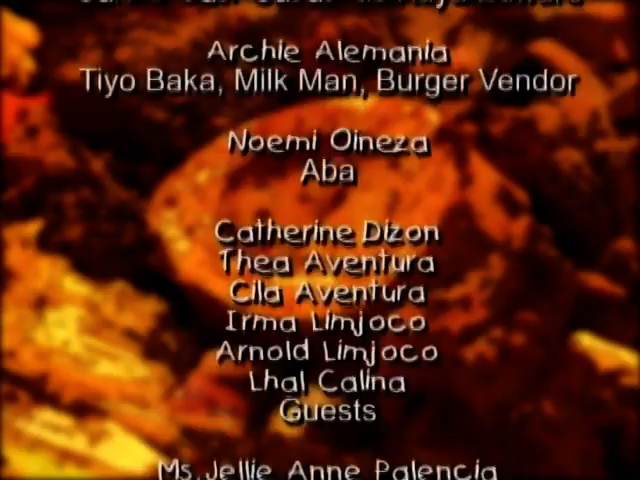 Archie Alemania
Tiyo Baka, Milk Man, Burger Vendor
Noemi Oineza
Aba
Catherine Dizon
Thea Aventura
Cila Aventura
Irma Limjoco
Arnold Limjoco
Lhal Calina
Guests
Ms.Jellie Anne Palencia